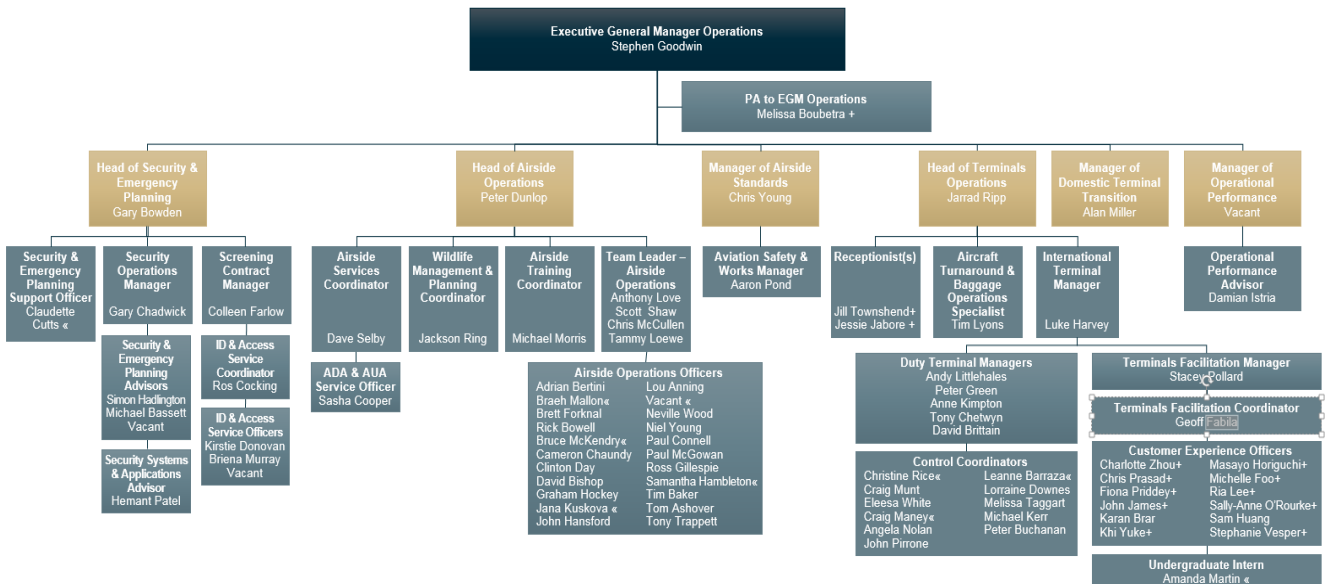 Executive General Manager Operations
Stephen Goodwin
PA to EGM Operations
Melissa Boubetra +
Head of Security &
Emergency
Planning
Gary Bowden
Head of Airside
Operations
Peter Dunlop
Manager of Airside
Standards
Chris Young
Head of Terminals
Operations
Jarrad Ripp
Manager of
Domestic Terminal
Transition
Alan Miller
Manager of
Operational
Performance
Vacant
Security &
Emergency
Planning
Support Officer
Claudette
Cutts «
Security
Operations
Manager
Gary Chadwick
Screening
Contract
Manager
Colleen Farlow
Airside
Services
Coordinator
Dave Selby
Wildlife
Management &
Planning
Coordinator
Jackson Ring
Airside
Training
Coordinator
Michael Morris
Team Leader –
Airside
Operations
Anthony Love
Scott Shaw
Chris McCullen
Tammy Loewe
Aviation Safety &
Works Manager
Aaron Pond
Receptionist(s)
Jill Townshend+
Jessie Jabore +
Aircraft
Turnaround &
Baggage
Operations
Specialist
Tim Lyons
International
Terminal
Manager
Luke Harvey
Operational
Performance
Advisor
Damian Istria
Security &
Emergency
Planning
Advisors
Simon Hadlington
Michael Bassett
Vacant
Security Systems
& Applications
Advisor
Hemant Patel
ID & Access
Service
Coordinator
Ros Cocking
ID & Access
Service Officers
Kirstie Donovan
Briena Murray
Vacant
ADA & AUA
Service Officer
Sasha Cooper
Airside Operations Officers
Adrian Bertini
Braeh Mallon«
Brett Forknal
Rick Bowell
Bruce McKendry«
Cameron Chaundy
Clinton Day
David Bishop
Graham Hockey
Jana Kuskova «
John Hansford
Lou Anning
Vacant «
Neville Wood
Niel Young
Paul Connell
Paul McGowan
Ross Gillespie
Samantha Hambleton«
Tim Baker
Tom Ashover
Tony Trappett
Duty Terminal Managers
Andy Littlehales
Peter Green
Anne Kimpton
Tony Chetwyn
David Brittain
Control Coordinators
Christine Rice«
Craig Munt
Eleesa White
Craig Maney«
Angela Nolan
John Pirrone
Leanne Barraza«
Lorraine Downes
Melissa Taggart
Michael Kerr
Peter Buchanan
Terminals Facilitation Manager
Stacey Pollard
Terminals Facilitation Coordinator
Geoff Fabila
Customer Experience Officers
Charlotte Zhou+
Chris Prasad+
Fiona Priddey+
John James+
Karan Brar
Khi Yuke+
Masayo Horiguchi+
Michelle Foo+
Ria Lee+
Sally-Anne O'Rourke+
Sam Huang
Stephanie Vesper+
Undergraduate Intern
Amanda Martin «